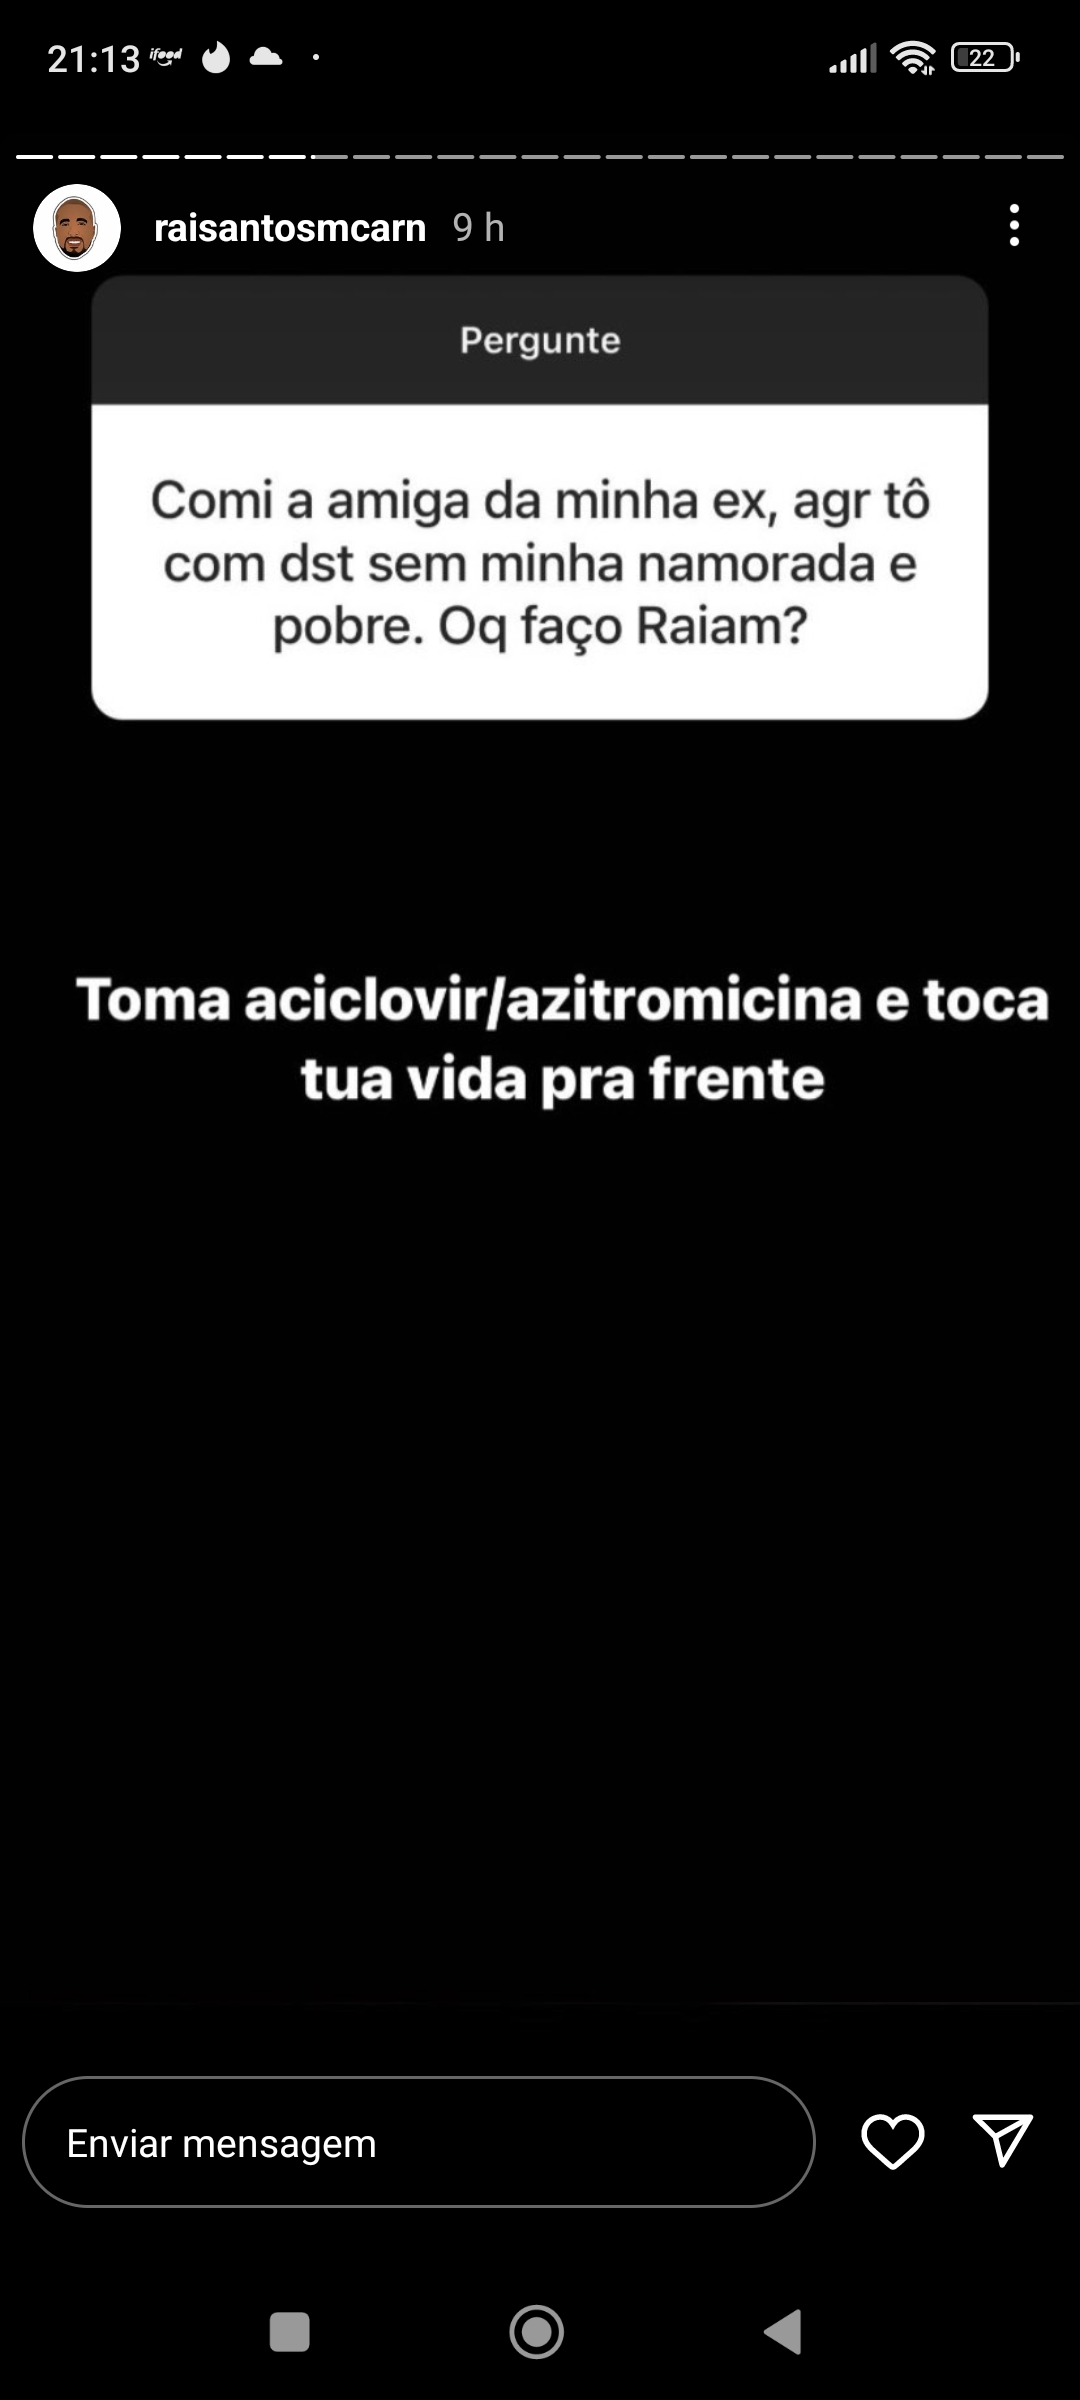 21:13 ifood 22
raisantosmcarn 9 h
Pergunte
Comi a amiga da minha ex, agr tô
com dst sem minha namorada e
pobre. Oq faço Raiam?
Toma aciclovir/azitromicina e toca
tua vida pra frente
Enviar mensagem